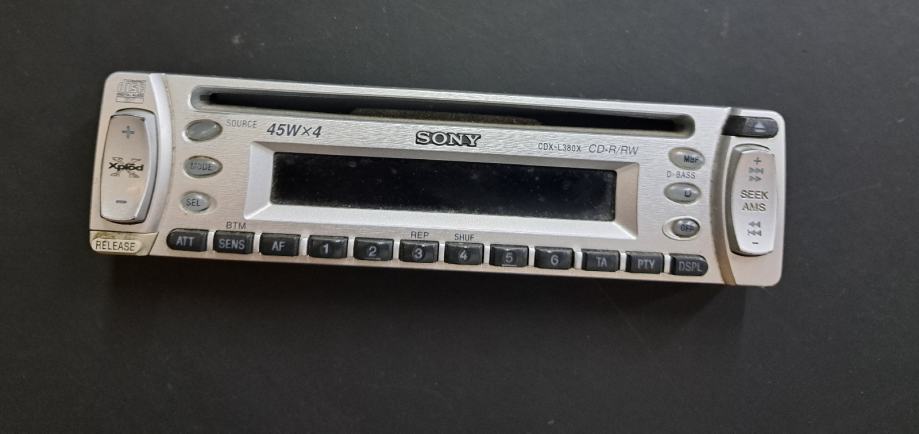 SOURCE
45W×4
SONY
CDX-L380X CD-R/RW
MODE
SEL
Xplod
+
-
RELEASE
MBP
D-BASS
D
OFF
+
SEEK
AMS
-
BTM
REP
SHUF
ATT
SENS
AF
1
2
3
4
5
6
TA
PTY
DSPL